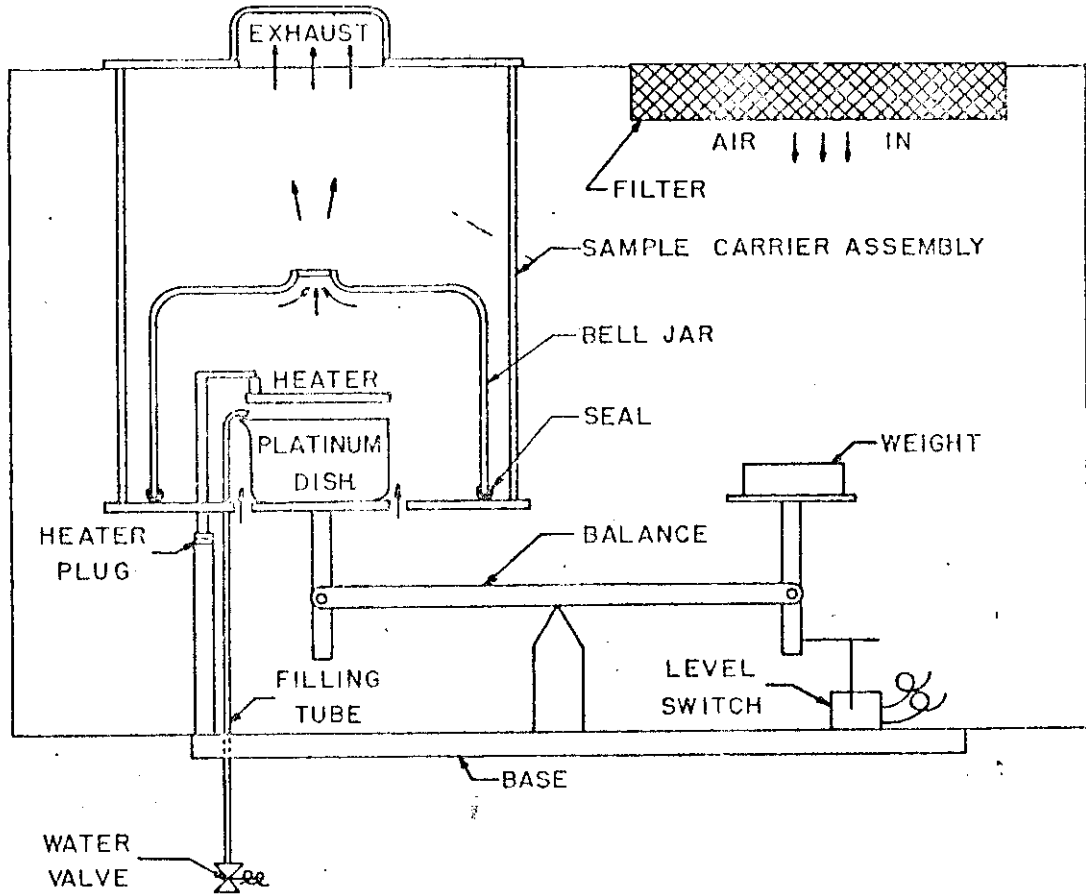 EXHAUST
AIR IN
FILTER
SAMPLE CARRIER ASSEMBLY
BELL JAR
HEATER
SEAL
PLATINUM
DISH
WEIGHT
HEATER
PLUG
BALANCE
FILLING
TUBE
LEVEL
SWITCH
BASE
WATER
VALVE